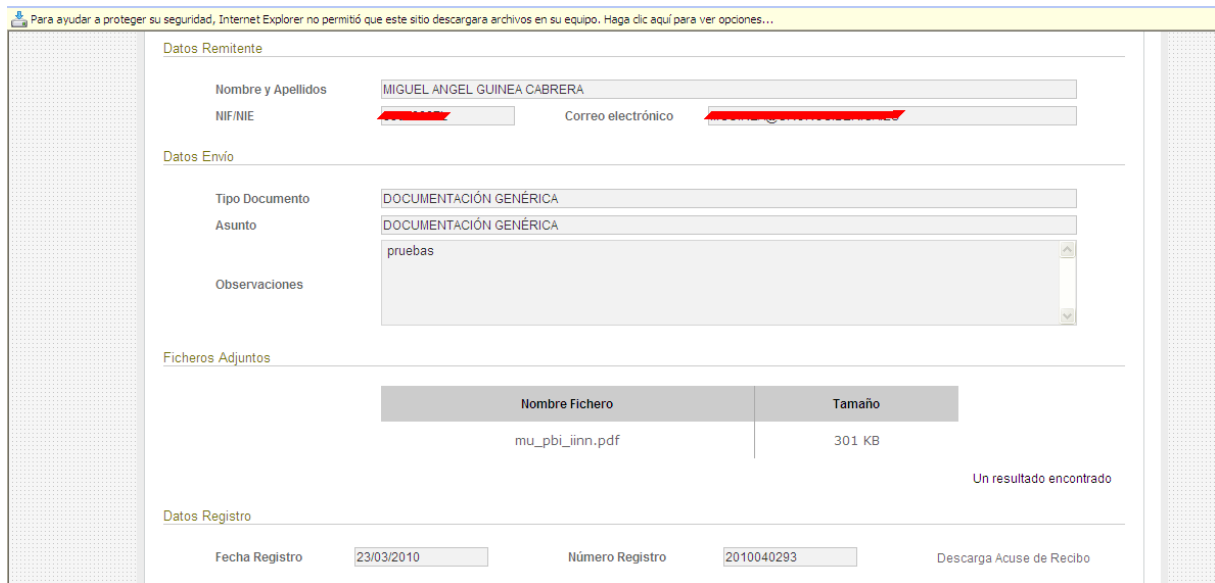 Para ayudar a proteger su seguridad, Internet Explorer no permitió que este sitio descargara archivos en su equipo. Haga clic aquí para ver opciones...
Datos Remitente
Nombre y Apellidos MIGUEL ANGEL GUINEA CABRERA
NIF/NIE Correo electrónico
Datos Envío
Tipo Documento DOCUMENTACIÓN GENÉRICA
Asunto DOCUMENTACIÓN GENÉRICA
pruebas
Observaciones
Ficheros Adjuntos
Nombre Fichero Tamaño
mu_pbi_iinn.pdf 301 KB
Un resultado encontrado
Datos Registro
Fecha Registro 23/03/2010 Número Registro 2010040293 Descarga Acuse de Recibo